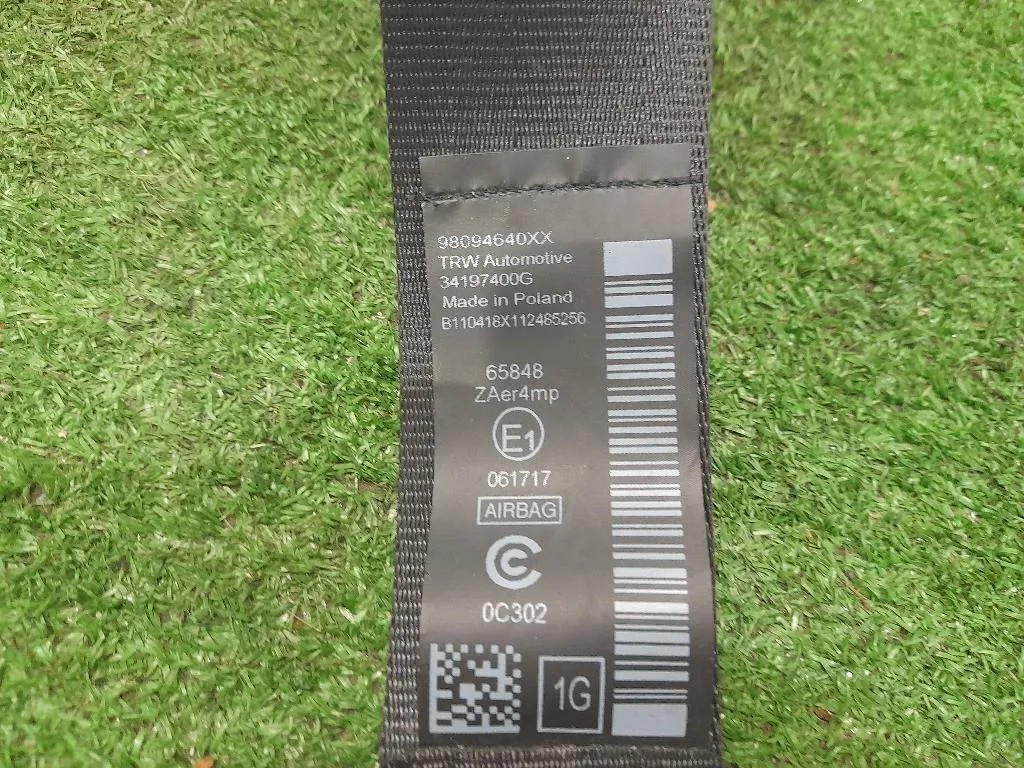 98094640XX
TRW Automotive
34197400G
Made in Poland
B110418X112485256
65848
ZAer4mp
E1
061717
AIRBAG
0C302
1G